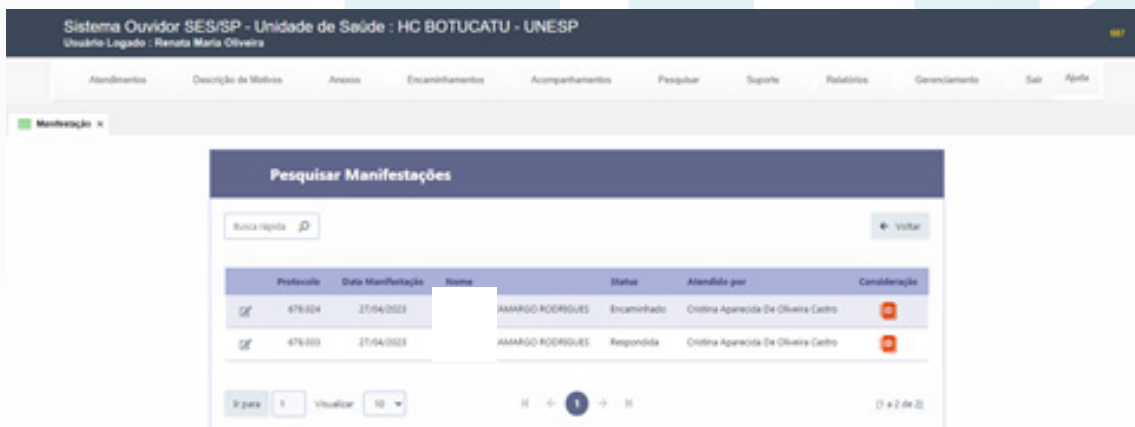 Sistema Ouvidor SES/SP - Unidade de Saúde : HC BOTUCATU - UNESP
Usuário Logado : Renata Maria Oliveira
Atendimentos Descrição de Motivos Anexos Encaminhamentos Acompanhamentos Pesquisar Suporte Relatórios Gerenciamento Sair Ajuda
Manifestação ×
Pesquisar Manifestações
Busca rápida
Voltar
Protocolo Data Manifestação Nome Status Atendido por Consideração
678.024 27/04/2023 AMARGO RODRIGUES Encaminhado Cristina Aparecida De Oliveira Castro
27/04/2023 AMARGO RODRIGUES Respondida Cristina Aparecida De Oliveira Castro
Ir para 1 Visualizar 10 1 [1 a 2 de 2]